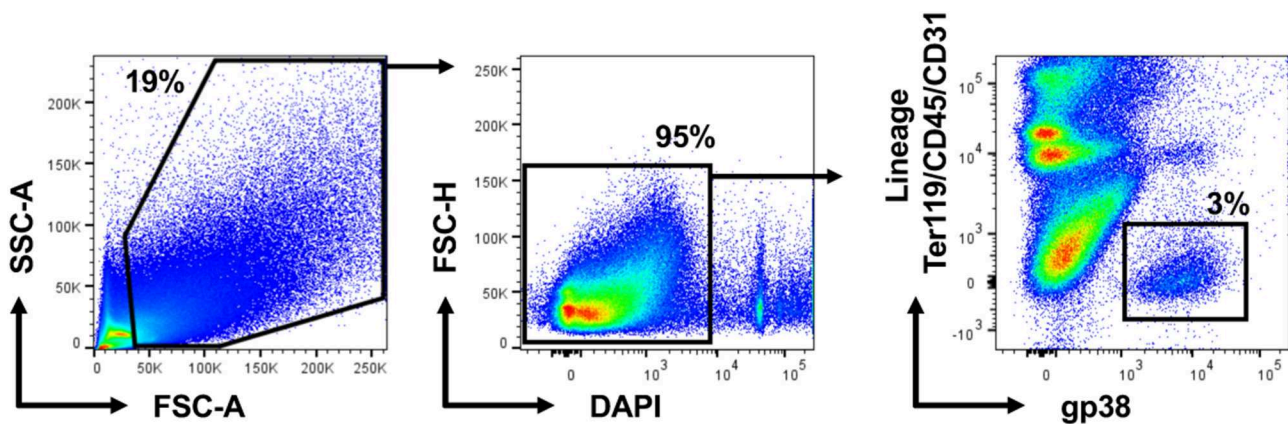 19%
200K
150K
100K
50K
0
0 50K 100K 150K 200K 250K
SSC-A
FSC-A
95%
250K
200K
150K
100K
50K
0
0 10³ 10⁴ 10⁵
FSC-H
DAPI
Lineage
Ter119/CD45/CD31
3%
10⁵
10⁴
10³
0
-10³
0 10³ 10⁴ 10⁵
gp38